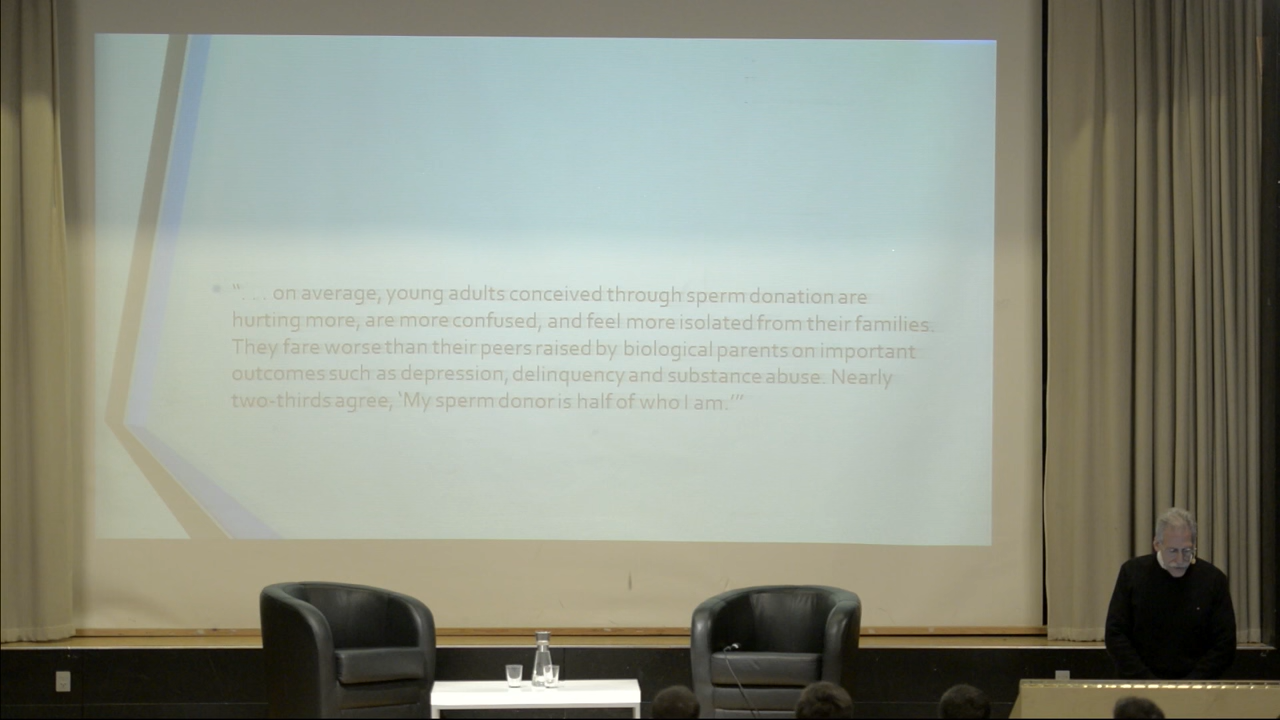 “. . . on average, young adults conceived through sperm donation are
hurting more, are more confused, and feel more isolated from their families.
They fare worse than their peers raised by biological parents on important
outcomes such as depression, delinquency and substance abuse. Nearly
two-thirds agree, ‘My sperm donor is half of who I am.’”